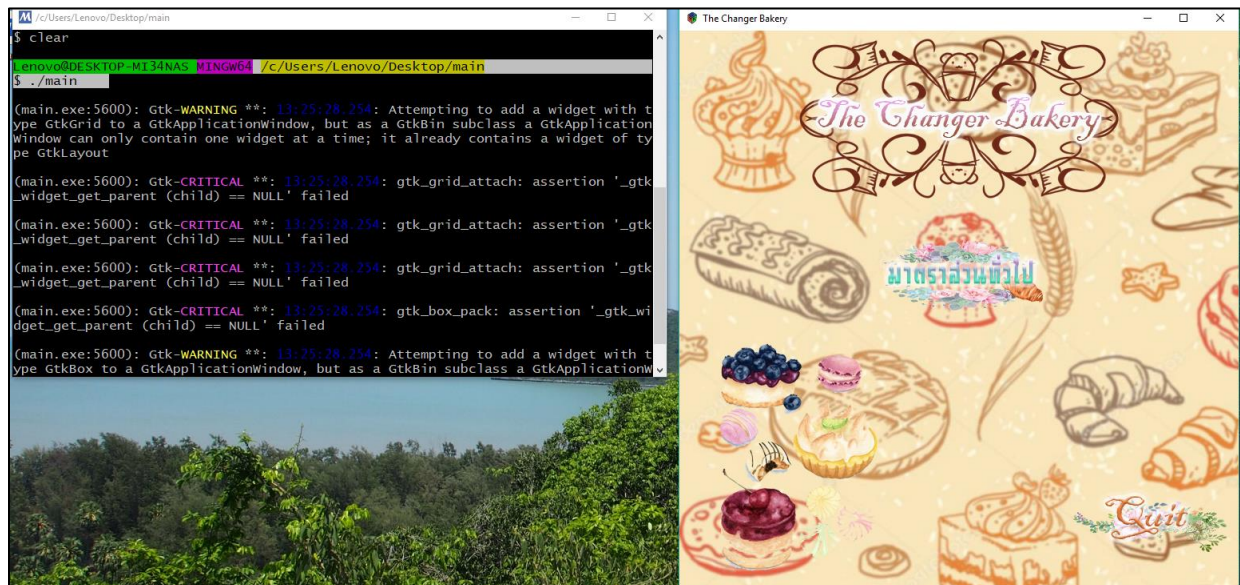 /c/Users/Lenovo/Desktop/main
$ clear
Lenovo@DESKTOP-MI34NAS MINGW64 /c/Users/Lenovo/Desktop/main
$ ./main
(main.exe:5600): Gtk-WARNING **: 13:25:28.254: Attempting to add a widget with t
ype GtkGrid to a GtkApplicationWindow, but as a GtkBin subclass a GtkApplication
Window can only contain one widget at a time; it already contains a widget of ty
pe GtkLayout
(main.exe:5600): Gtk-CRITICAL **: 13:25:28.254: gtk_grid_attach: assertion '_gtk
_widget_get_parent (child) == NULL' failed
(main.exe:5600): Gtk-CRITICAL **: 13:25:28.254: gtk_grid_attach: assertion '_gtk
_widget_get_parent (child) == NULL' failed
(main.exe:5600): Gtk-CRITICAL **: 13:25:28.254: gtk_grid_attach: assertion '_gtk
_widget_get_parent (child) == NULL' failed
(main.exe:5600): Gtk-CRITICAL **: 13:25:28.254: gtk_box_pack: assertion '_gtk_wi
dget_get_parent (child) == NULL' failed
(main.exe:5600): Gtk-WARNING **: 13:25:28.254: Attempting to add a widget with t
ype GtkBox to a GtkApplicationWindow, but as a GtkBin subclass a GtkApplicationW
The Changer Bakery
The Changer Bakery
มาตราส่วนทั่วไป
Quit